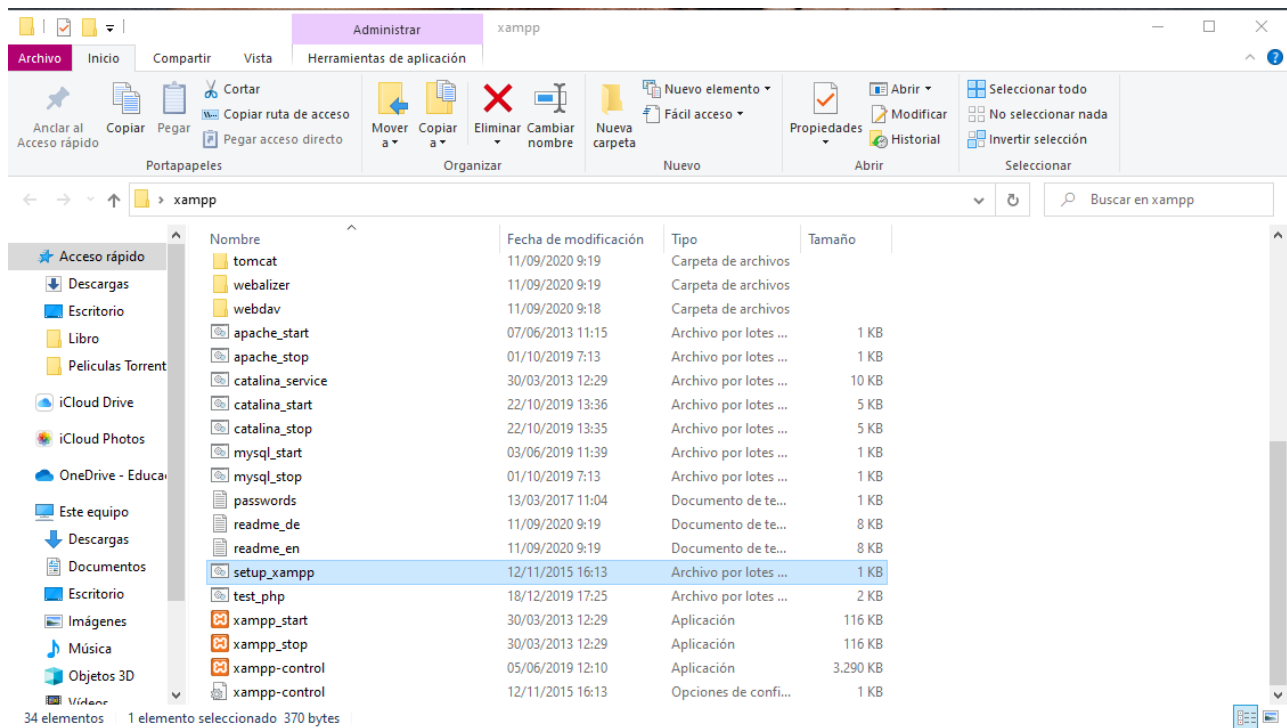 Administrar xampp
Archivo Inicio Compartir Vista Herramientas de aplicación
Anclar al Acceso rápido
Copiar
Pegar
Cortar
Copiar ruta de acceso
Pegar acceso directo
Portapapeles
Mover a
Copiar a
Eliminar
Cambiar nombre
Organizar
Nueva carpeta
Nuevo elemento
Fácil acceso
Nuevo
Propiedades
Abrir
Modificar
Historial
Abrir
Seleccionar todo
No seleccionar nada
Invertir selección
Seleccionar
xampp
Buscar en xampp
Acceso rápido
Descargas
Escritorio
Libro
Peliculas Torrent
iCloud Drive
iCloud Photos
OneDrive - Educa
Este equipo
Descargas
Documentos
Escritorio
Imágenes
Música
Objetos 3D
Vídeos
Nombre Fecha de modificación Tipo Tamaño
tomcat 11/09/2020 9:19 Carpeta de archivos
webalizer 11/09/2020 9:19 Carpeta de archivos
webdav 11/09/2020 9:18 Carpeta de archivos
apache_start 07/06/2013 11:15 Archivo por lotes ... 1 KB
apache_stop 01/10/2019 7:13 Archivo por lotes ... 1 KB
catalina_service 30/03/2013 12:29 Archivo por lotes ... 10 KB
catalina_start 22/10/2019 13:36 Archivo por lotes ... 5 KB
catalina_stop 22/10/2019 13:35 Archivo por lotes ... 5 KB
mysql_start 03/06/2019 11:39 Archivo por lotes ... 1 KB
mysql_stop 01/10/2019 7:13 Archivo por lotes ... 1 KB
passwords 13/03/2017 11:04 Documento de te... 1 KB
readme_de 11/09/2020 9:19 Documento de te... 8 KB
readme_en 11/09/2020 9:19 Documento de te... 8 KB
setup_xampp 12/11/2015 16:13 Archivo por lotes ... 1 KB
test_php 18/12/2019 17:25 Archivo por lotes ... 2 KB
xampp_start 30/03/2013 12:29 Aplicación 116 KB
xampp_stop 30/03/2013 12:29 Aplicación 116 KB
xampp-control 05/06/2019 12:10 Aplicación 3.290 KB
xampp-control 12/11/2015 16:13 Opciones de confi... 1 KB
34 elementos 1 elemento seleccionado 370 bytes